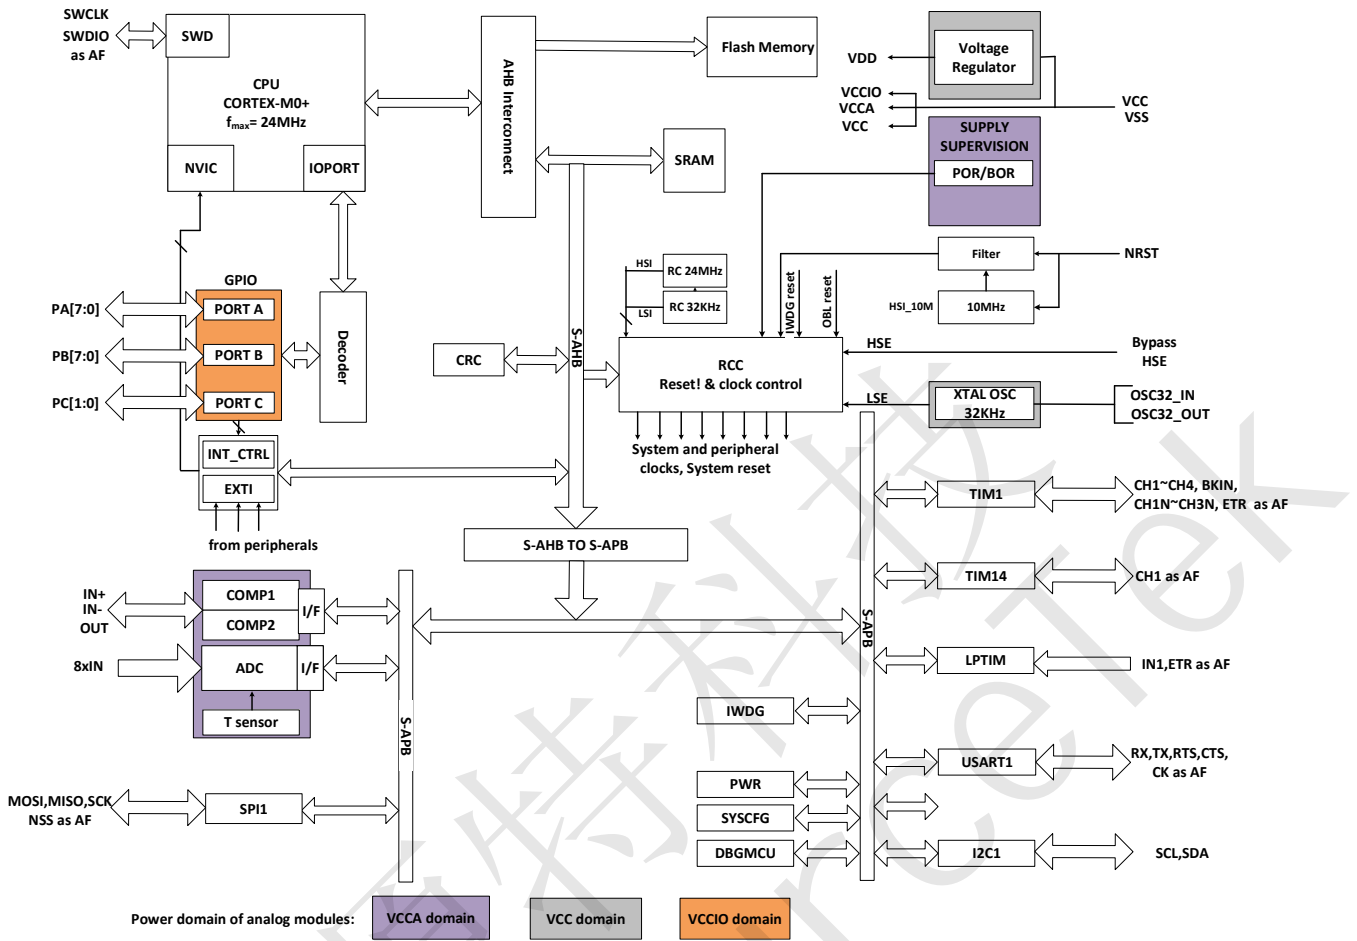 SWCLK
SWDIO
as AF
SWD
CPU
CORTEX-M0+
fmax= 24MHz
NVIC
IOPORT
AHB Interconnect
Flash Memory
SRAM
Voltage
Regulator
VDD
VCCIO
VCCA
VCC
VCC
VSS
SUPPLY
SUPERVISION
POR/BOR
Filter
NRST
HSI_10M
10MHz
HSI
RC 24MHz
LSI
RC 32KHz
IWDG reset
OBL reset
GPIO
PA[7:0]
PORT A
PB[7:0]
PORT B
PC[1:0]
PORT C
Decoder
CRC
S-AHB
RCC
Reset! & clock control
HSE
Bypass
HSE
LSE
XTAL OSC
32KHz
OSC32_IN
OSC32_OUT
System and peripheral
clocks, System reset
INT_CTRL
EXTI
from peripherals
S-AHB TO S-APB
TIM1
CH1~CH4, BKIN,
CH1N~CH3N, ETR as AF
TIM14
CH1 as AF
IN+
IN-
OUT
COMP1
COMP2
I/F
8xIN
ADC
I/F
T sensor
S-APB
S-APB
LPTIM
IN1,ETR as AF
IWDG
USART1
RX,TX,RTS,CTS,
CK as AF
PWR
SYSCFG
DBGMCU
I2C1
SCL,SDA
MOSI,MISO,SCK
NSS as AF
SPI1
Power domain of analog modules:
VCCA domain
VCC domain
VCCIO domain
特科技
rceTek